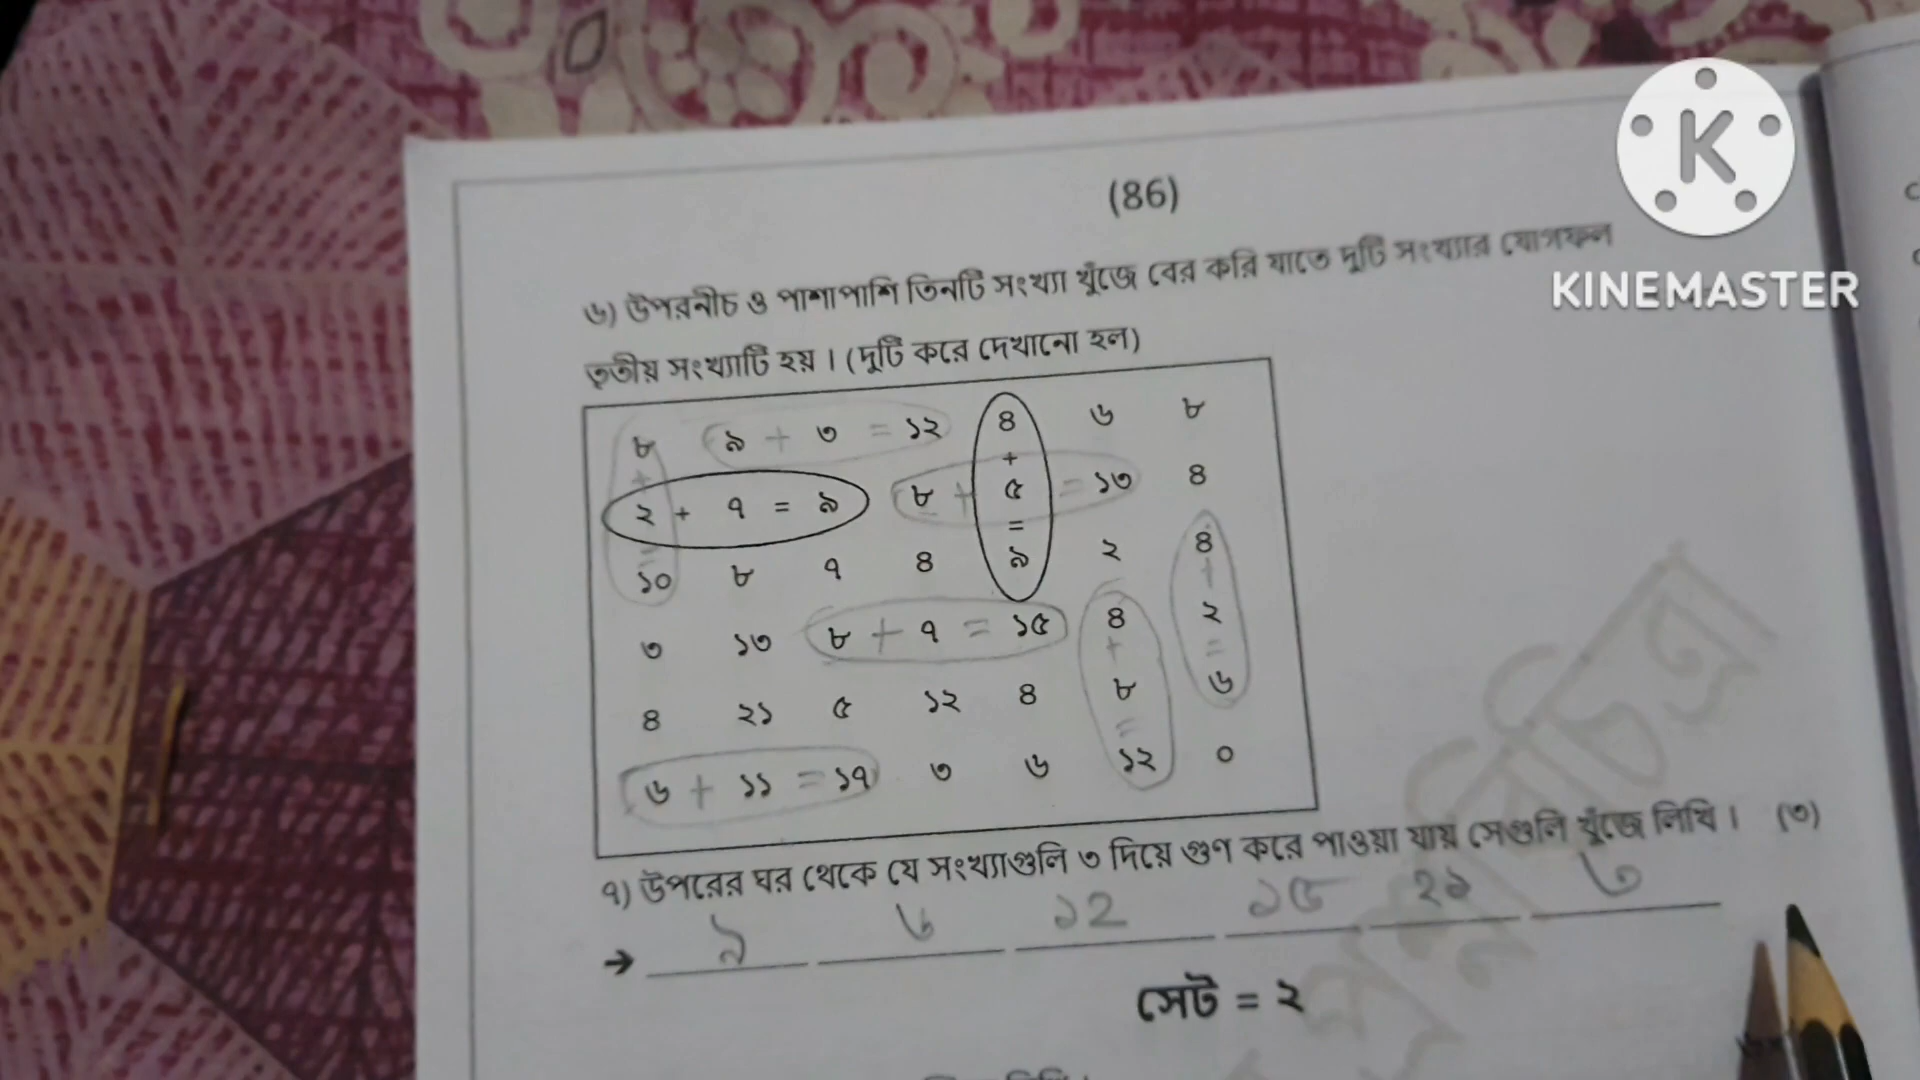 (86)
KINEMASTER
৬) উপরনীচ ও পাশাপাশি তিনটি সংখ্যা খুঁজে বের করি যাতে দুটি সংখ্যার যোগফল
তৃতীয় সংখ্যাটি হয়। (দুটি করে দেখানো হল)
৮ ৯ + ৩ = ১২ ৪ ৬ ৮
+ +
২ + ৭ = ৯ ৮ + ৫ = ১৩ ৪
= =
১০ ৮ ৭ ৪ ৯ ২ ৪
+
৩ ১৩ ৮ + ৭ = ১৫ ৪ ২
+ =
৪ ২১ ৫ ১২ ৪ ৮ ৬
=
৬ + ১১ = ১৭ ৩ ৬ ১২ ০
৭) উপরের ঘর থেকে যে সংখ্যাগুলি ৩ দিয়ে গুণ করে পাওয়া যায় সেগুলি খুঁজে লিখি। (৩)
→ ৯ ৬ ১২ ১৫ ২১ ৩
সেট = ২